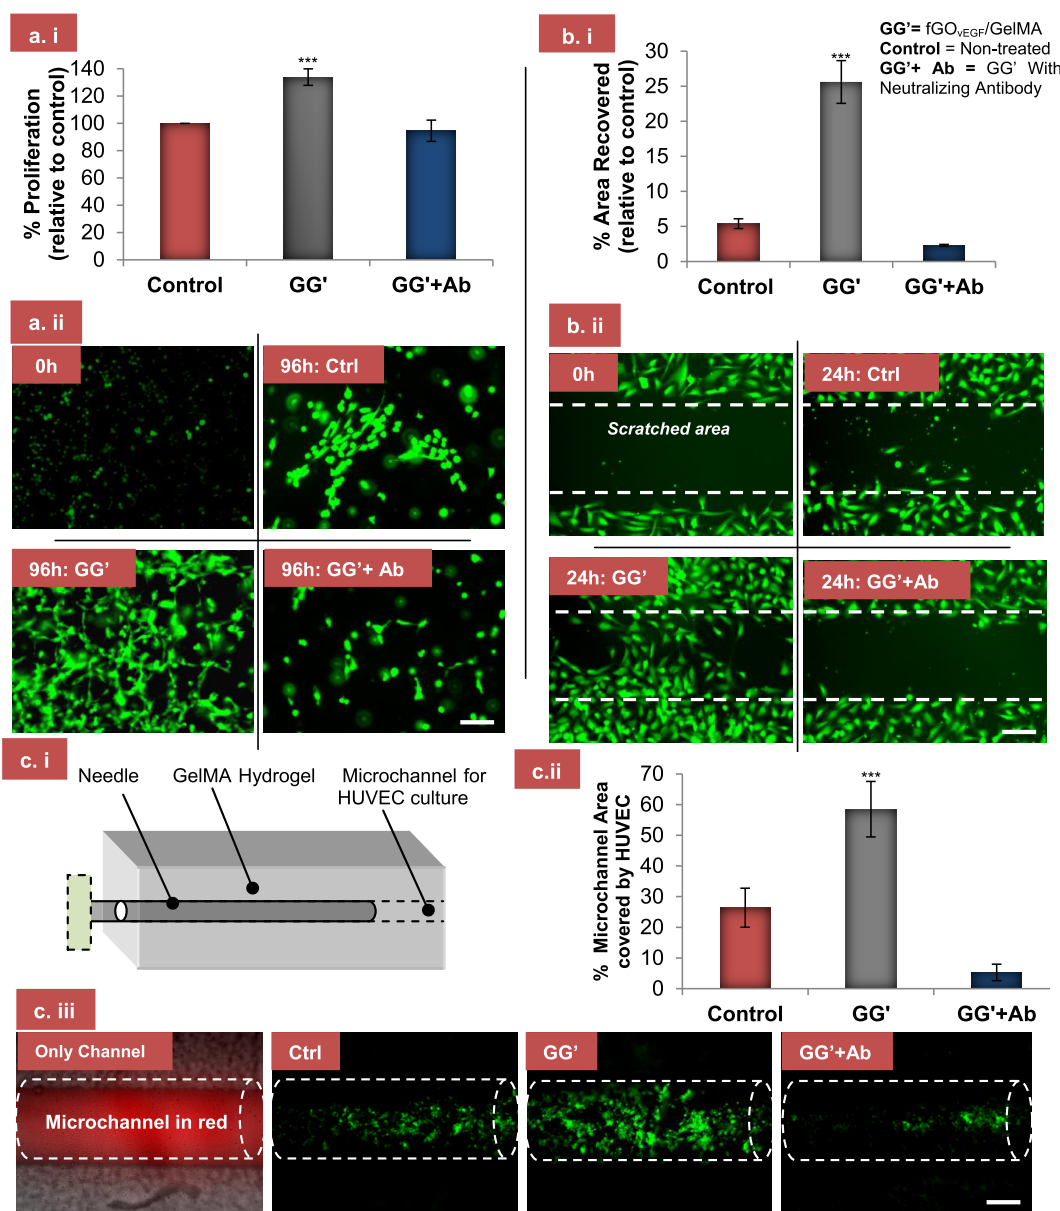 a. i
% Proliferation
(relative to control)
140
120
100
80
60
40
20
0
***
Control
GG'
GG'+Ab
b. i
% Area Recovered
(relative to control)
30
25
20
15
10
5
0
***
Control
GG'
GG'+Ab
GG’= fGOvEGF/GelMA
Control = Non-treated
GG’+ Ab = GG’ With
Neutralizing Antibody
a. ii
0h
96h: Ctrl
96h: GG’
96h: GG’+ Ab
b. ii
0h
Scratched area
24h: Ctrl
24h: GG’
24h: GG’+Ab
c. i
Needle
GelMA Hydrogel
Microchannel for
HUVEC culture
c.ii
% Microchannel Area
covered by HUVEC
70
60
50
40
30
20
10
0
***
Control
GG'
GG'+Ab
c. iii
Only Channel
Microchannel in red
Ctrl
GG’
GG’+Ab